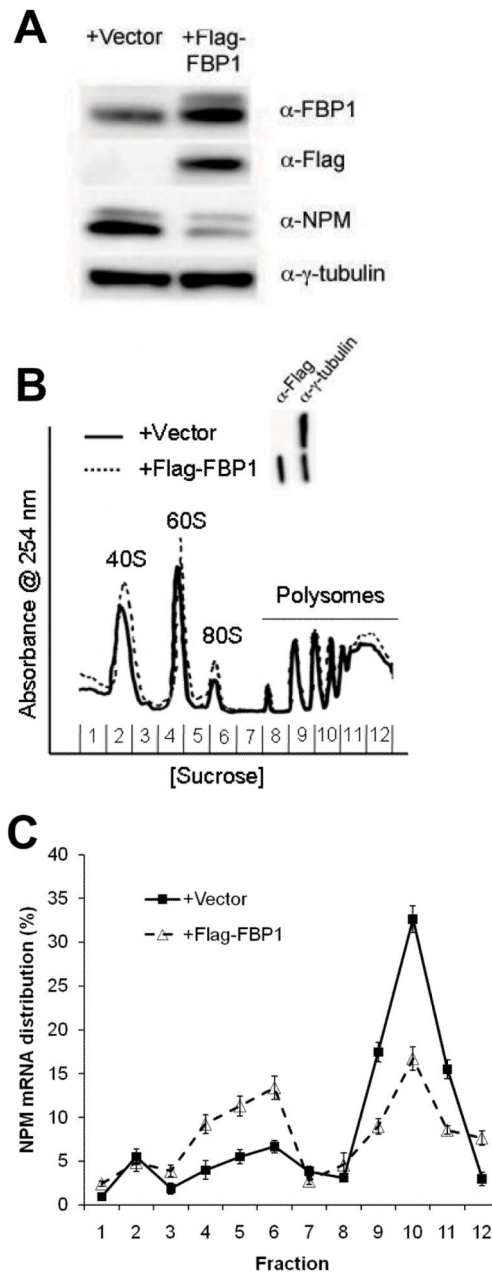 A
+Vector
+Flag-
FBP1
α-FBP1
α-Flag
α-NPM
α-γ-tubulin
B
α-Flag
α-γ-tubulin
+Vector
+Flag-FBP1
40S
60S
80S
Polysomes
Absorbance @ 254 nm
1 2 3 4 5 6 7 8 9 10 11 12
[Sucrose]
C
40
35
30
25
20
15
10
5
0
+Vector
+Flag-FBP1
NPM mRNA distribution (%)
1 2 3 4 5 6 7 8 9 10 11 12
Fraction